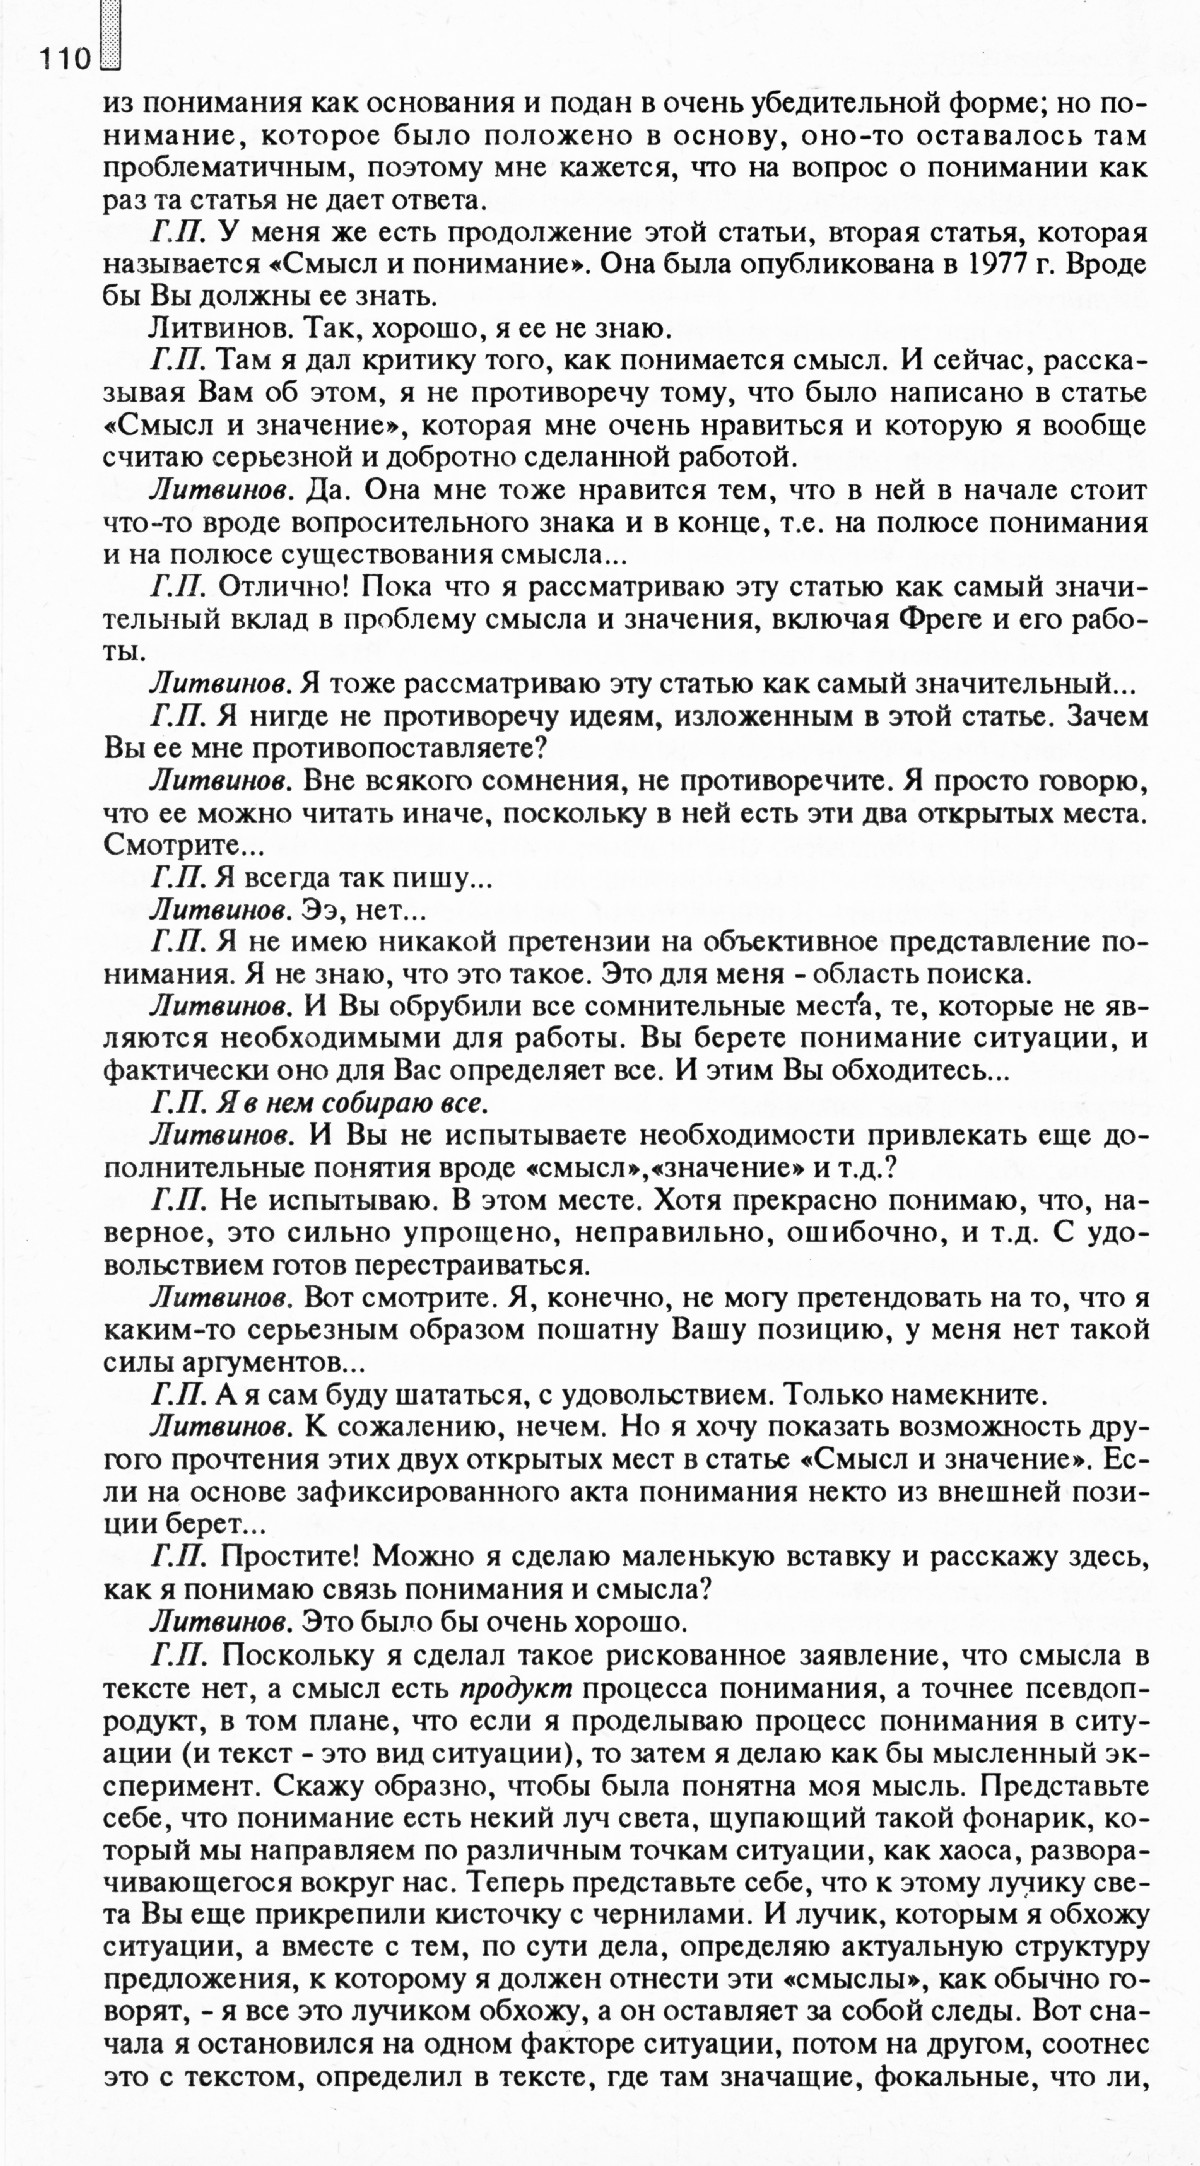 110
из понимания как основания и подан в очень убедительной форме; но по-
нимание, которое было положено в основу, оно-то оставалось там
проблематичным, поэтому мне кажется, что на вопрос о понимании как
раз та статья не дает ответа.
Г.П. У меня же есть продолжение этой статьи, вторая статья, которая
называется «Смысл и понимание». Она была опубликована в 1977 г. Вроде
бы Вы должны ее знать.
Литвинов. Так, хорошо, я ее не знаю.
Г.П. Там я дал критику того, как понимается смысл. И сейчас, расска-
зывая Вам об этом, я не противоречу тому, что было написано в статье
«Смысл и значение», которая мне очень нравиться и которую я вообще
считаю серьезной и добротно сделанной работой.
Литвинов. Да. Она мне тоже нравится тем, что в ней в начале стоит
что-то вроде вопросительного знака и в конце, т.е. на полюсе понимания
и на полюсе существования смысла...
Г.П. Отлично! Пока что я рассматриваю эту статью как самый значи-
тельный вклад в проблему смысла и значения, включая Фреге и его рабо-
ты.
Литвинов. Я тоже рассматриваю эту статью как самый значительный...
Г.П. Я нигде не противоречу идеям, изложенным в этой статье. Зачем
Вы ее мне противопоставляете?
Литвинов. Вне всякого сомнения, не противоречите. Я просто говорю,
что ее можно читать иначе, поскольку в ней есть эти два открытых места.
Смотрите...
Г.П. Я всегда так пишу...
Литвинов. Ээ, нет...
Г.П. Я не имею никакой претензии на объективное представление по-
нимания. Я не знаю, что это такое. Это для меня - область поиска.
Литвинов. И Вы обрубили все сомнительные места, те, которые не яв-
ляются необходимыми для работы. Вы берете понимание ситуации, и
фактически оно для Вас определяет все. И этим Вы обходитесь...
Г.П. Я в нем собираю все.
Литвинов. И Вы не испытываете необходимости привлекать еще до-
полнительные понятия вроде «смысл»,«значение» и т.д.?
Г.П. Не испытываю. В этом месте. Хотя прекрасно понимаю, что, на-
верное, это сильно упрощено, неправильно, ошибочно, и т.д. С удо-
вольствием готов перестраиваться.
Литвинов. Вот смотрите. Я, конечно, не могу претендовать на то, что я
каким-то серьезным образом пошатну Вашу позицию, у меня нет такой
силы аргументов...
Г.П. А я сам буду шататься, с удовольствием. Только намекните.
Литвинов. К сожалению, нечем. Но я хочу показать возможность дру-
гого прочтения этих двух открытых мест в статье «Смысл и значение». Ес-
ли на основе зафиксированного акта понимания некто из внешней пози-
ции берет...
Г.П. Простите! Можно я сделаю маленькую вставку и расскажу здесь,
как я понимаю связь понимания и смысла?
Литвинов. Это было бы очень хорошо.
Г.П. Поскольку я сделал такое рискованное заявление, что смысла в
тексте нет, а смысл есть продукт процесса понимания, а точнее псевдоп-
родукт, в том плане, что если я проделываю процесс понимания в ситу-
ации (и текст - это вид ситуации), то затем я делаю как бы мысленный эк-
сперимент. Скажу образно, чтобы была понятна моя мысль. Представьте
себе, что понимание есть некий луч света, щупающий такой фонарик, ко-
торый мы направляем по различным точкам ситуации, как хаоса, развора-
чивающегося вокруг нас. Теперь представьте себе, что к этому лучику све-
та Вы еще прикрепили кисточку с чернилами. И лучик, которым я обхожу
ситуации, а вместе с тем, по сути дела, определяю актуальную структуру
предложения, к которому я должен отнести эти «смыслы», как обычно го-
ворят, - я все это лучиком обхожу, а он оставляет за собой следы. Вот сна-
чала я остановился на одном факторе ситуации, потом на другом, соотнес
это с текстом, определил в тексте, где там значащие, фокальные, что ли,